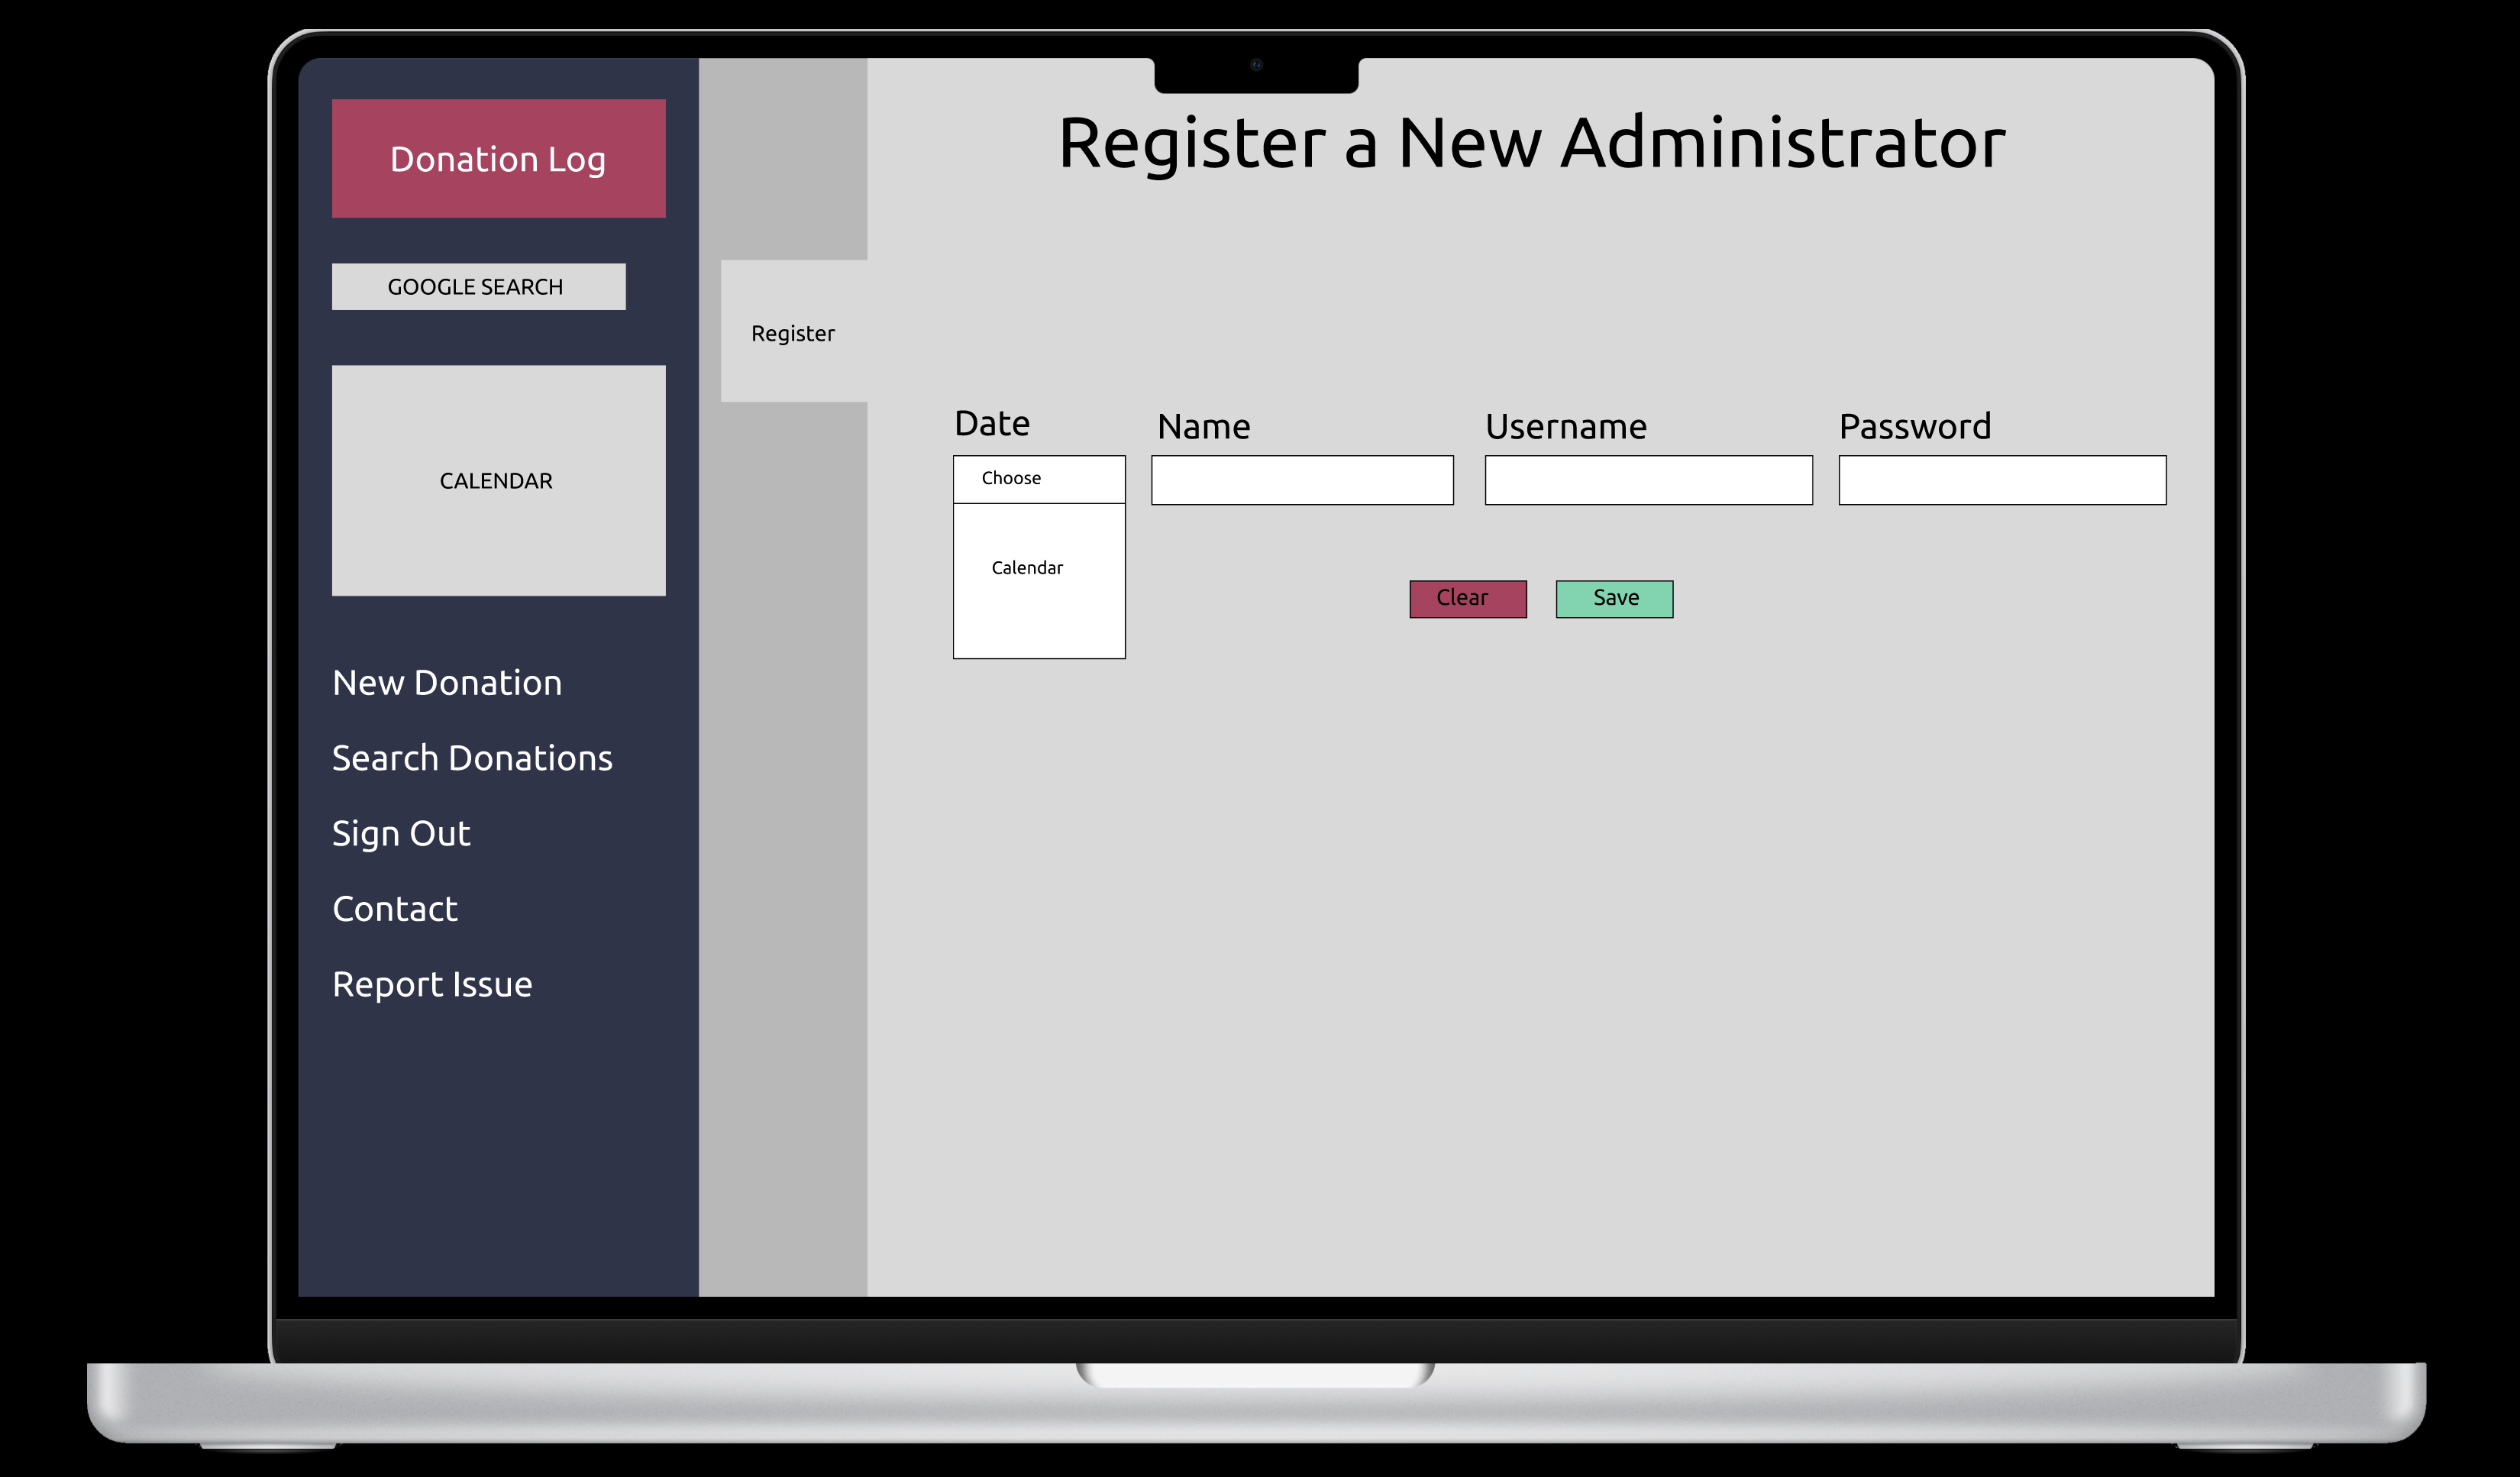 Donation Log
GOOGLE SEARCH
CALENDAR
New Donation
Search Donations
Sign Out
Contact
Report Issue
Register
Register a New Administrator
Date
Name
Username
Password
Choose
Calendar
Clear
Save